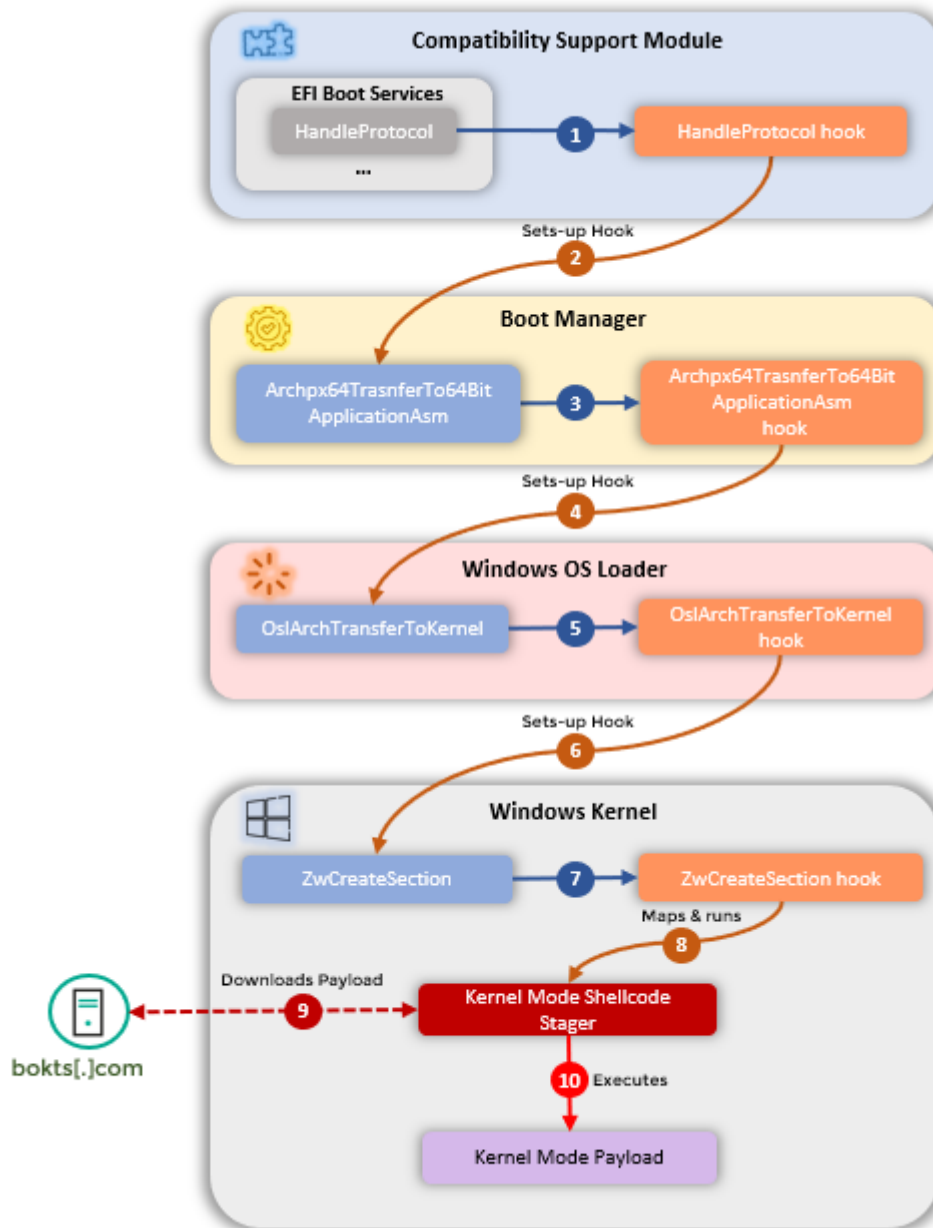 Compatibility Support Module
EFI Boot Services
HandleProtocol
...
1
HandleProtocol hook
Sets-up Hook
2
Boot Manager
Archpx64TrasnferTo64Bit
ApplicationAsm
3
Archpx64TrasnferTo64Bit
ApplicationAsm
hook
Sets-up Hook
4
Windows OS Loader
OslArchTransferToKernel
5
OslArchTransferToKernel
hook
Sets-up Hook
6
Windows Kernel
ZwCreateSection
7
ZwCreateSection hook
Maps & runs
8
Downloads Payload
9
Kernel Mode Shellcode
Stager
bokts[.]com
10
Executes
Kernel Mode Payload